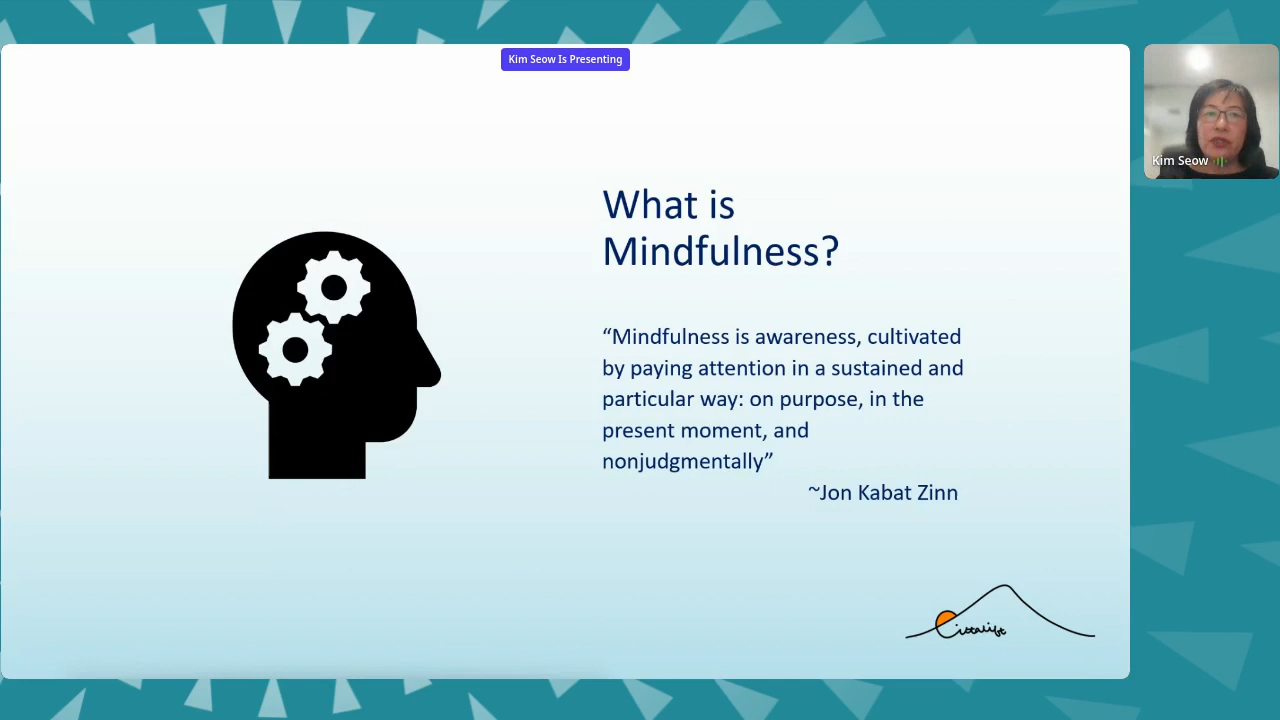 Kim Seow Is Presenting
Kim Seow
What is
Mindfulness?
“Mindfulness is awareness, cultivated
by paying attention in a sustained and
particular way: on purpose, in the
present moment, and
nonjudgmentally”
~Jon Kabat Zinn
Cittalift